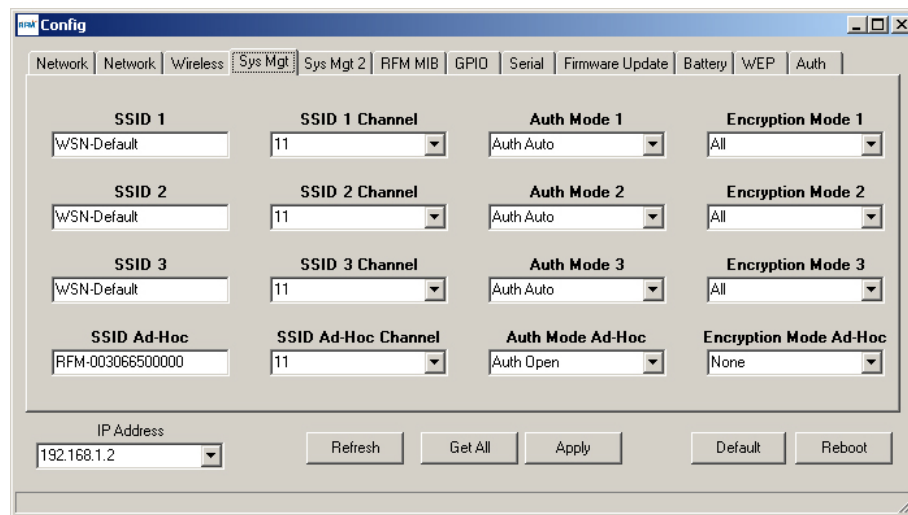 RFM Config
Network Network Wireless Sys Mgt Sys Mgt 2 RFM MIB GPIO Serial Firmware Update Battery WEP Auth
SSID 1 SSID 1 Channel Auth Mode 1 Encryption Mode 1
WSN-Default 11 Auth Auto All
SSID 2 SSID 2 Channel Auth Mode 2 Encryption Mode 2
WSN-Default 11 Auth Auto All
SSID 3 SSID 3 Channel Auth Mode 3 Encryption Mode 3
WSN-Default 11 Auth Auto All
SSID Ad-Hoc SSID Ad-Hoc Channel Auth Mode Ad-Hoc Encryption Mode Ad-Hoc
RFM-003066500000 11 Auth Open None
IP Address
192.168.1.2 Refresh Get All Apply Default Reboot